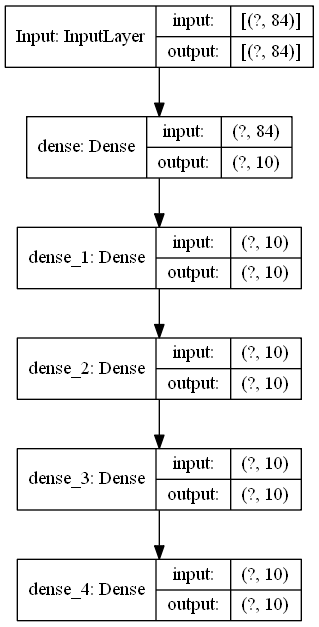 Input: InputLayer
input: [(?, 84)]
output: [(?, 84)]
dense: Dense
input: (?, 84)
output: (?, 10)
dense_1: Dense
input: (?, 10)
output: (?, 10)
dense_2: Dense
input: (?, 10)
output: (?, 10)
dense_3: Dense
input: (?, 10)
output: (?, 10)
dense_4: Dense
input: (?, 10)
output: (?, 10)